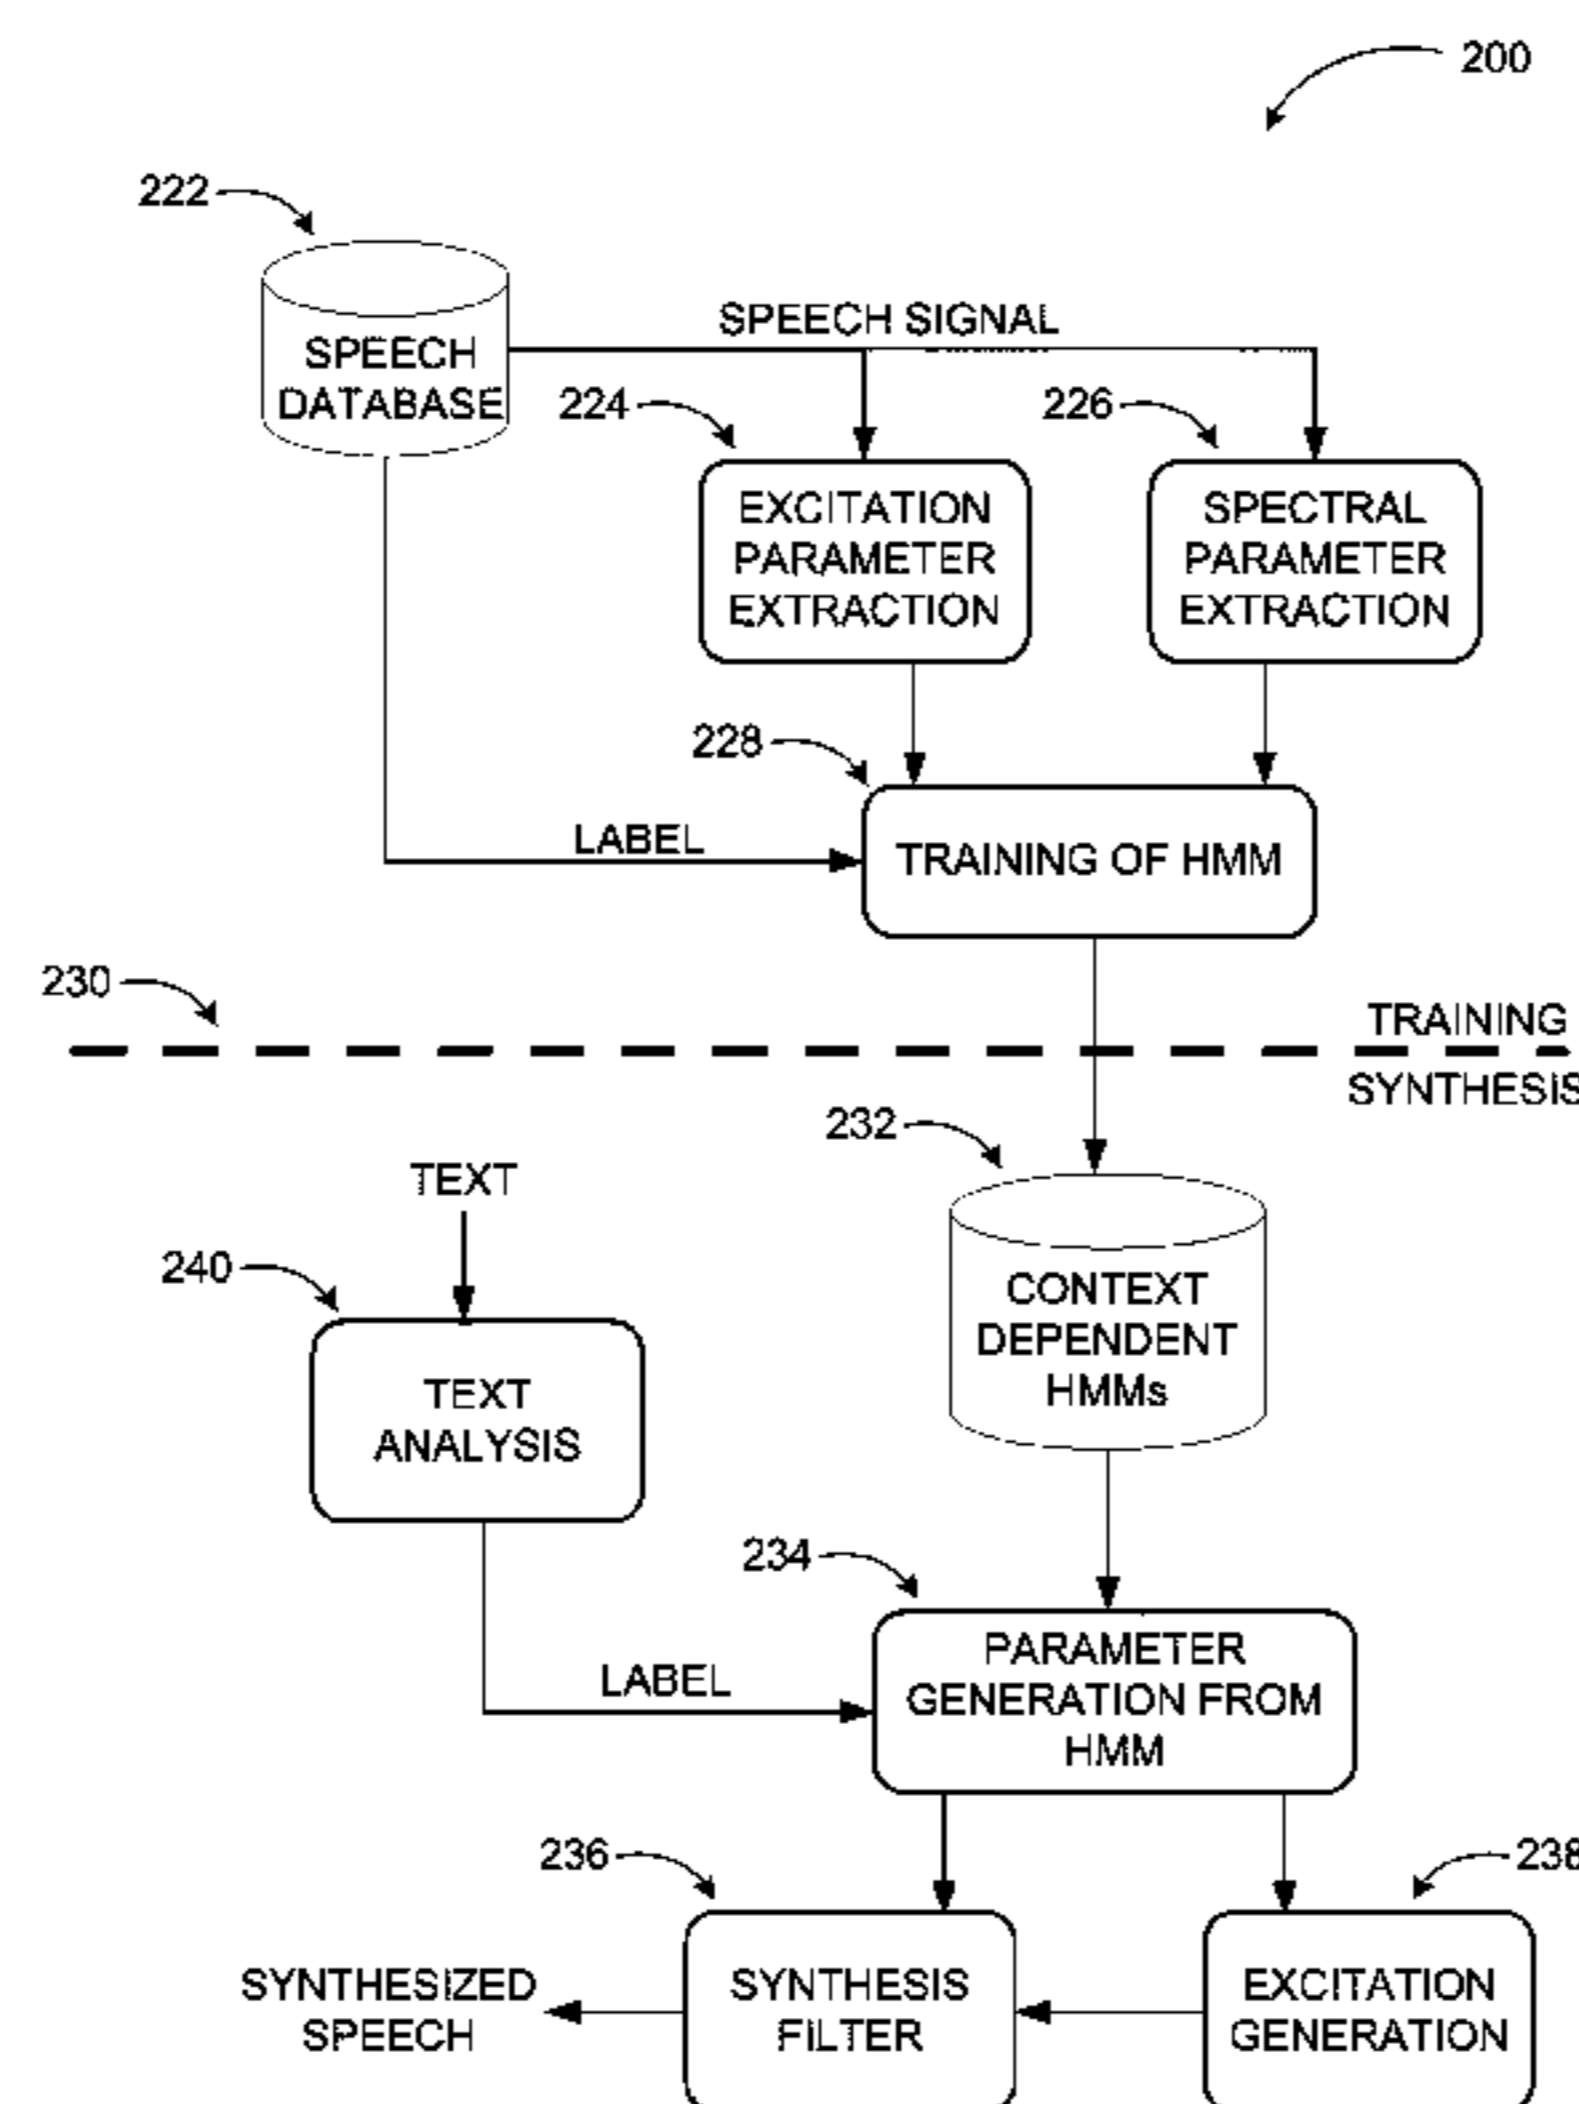 200
222
SPEECH SIGNAL
SPEECH
DATABASE
224
226
EXCITATION
PARAMETER
EXTRACTION
SPECTRAL
PARAMETER
EXTRACTION
228
LABEL
TRAINING OF HMM
230
TRAINING
SYNTHESIS
232
TEXT
240
CONTEXT
DEPENDENT
HMMs
TEXT
ANALYSIS
234
LABEL
PARAMETER
GENERATION FROM
HMM
236
238
SYNTHESIZED
SPEECH
SYNTHESIS
FILTER
EXCITATION
GENERATION